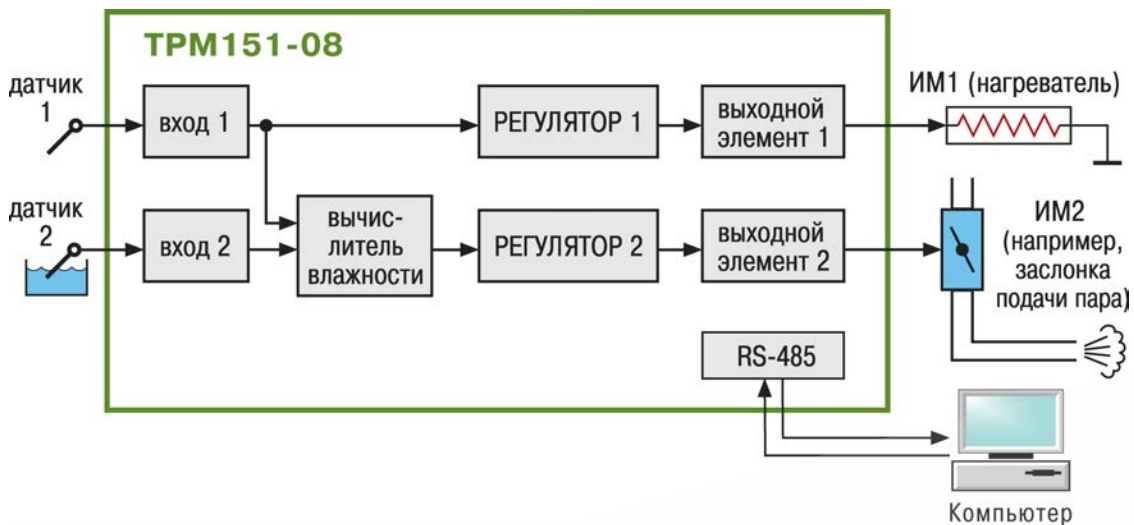 ТРМ151-08
датчик
1
вход 1
РЕГУЛЯТОР 1
выходной
элемент 1
ИМ1 (нагреватель)
датчик
2
вход 2
вычис-
литель
влажности
РЕГУЛЯТОР 2
выходной
элемент 2
ИМ2
(например,
заслонка
подачи пара)
RS-485
Компьютер